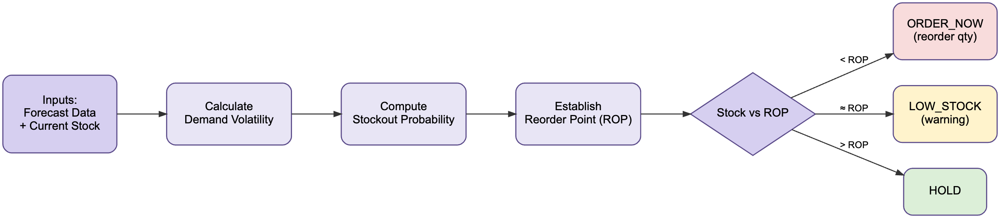 Inputs:
Forecast Data
+ Current Stock
Calculate
Demand Volatility
Compute
Stockout Probability
Establish
Reorder Point (ROP)
Stock vs ROP
< ROP
≈ ROP
> ROP
ORDER_NOW
(reorder qty)
LOW_STOCK
(warning)
HOLD